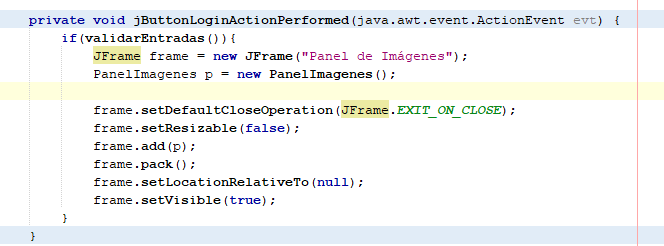 private void jButtonLoginActionPerformed(java.awt.event.ActionEvent evt) {
if(validarEntradas()){
JFrame frame = new JFrame("Panel de Imágenes");
PanelImagenes p = new PanelImagenes();
frame.setDefaultCloseOperation(JFrame.EXIT_ON_CLOSE);
frame.setResizable(false);
frame.add(p);
frame.pack();
frame.setLocationRelativeTo(null);
frame.setVisible(true);
}
}